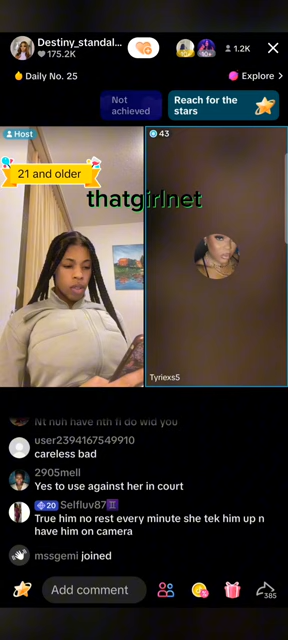 Destiny_standal...
175.2K
10+
1.2K
Daily No. 25
Explore >
Not
achieved
Reach for the
stars
Host
43
21 and older
thatgirlnet
Tyriexs5
Nt nuh have nth fi do wid you
user2394167549910
careless bad
2905mell
Yes to use against her in court
20 Selfluv87
True him no rest every minute she tek him up n
have him on camera
mssgemi joined
Add comment
385